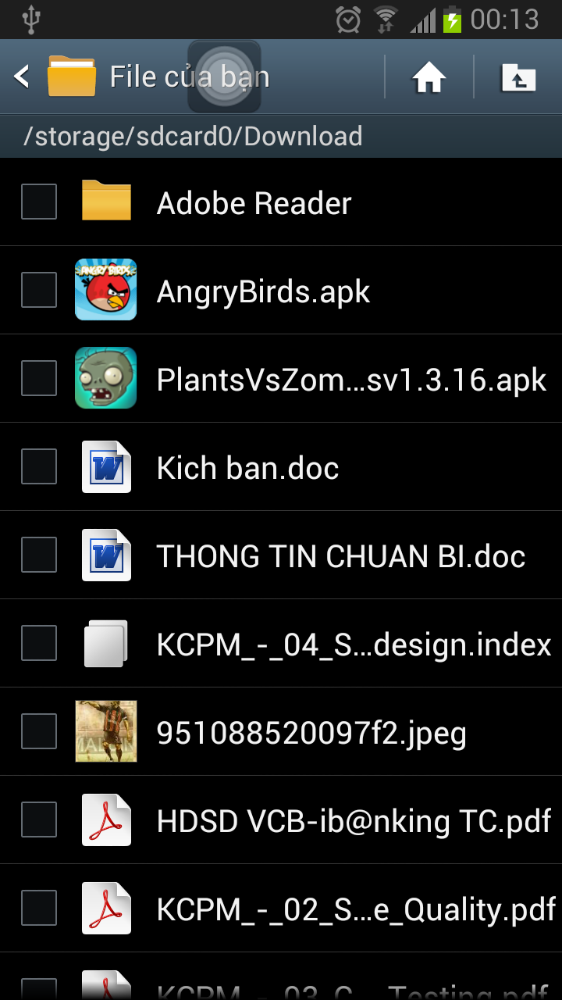 00:13
File của bạn
/storage/sdcard0/Download
Adobe Reader
ANGRY BIRDS
AngryBirds.apk
PlantsVsZom...sv1.3.16.apk
Kich ban.doc
THONG TIN CHUAN BI.doc
KCPM_-_04_S...design.index
951088520097f2.jpeg
HDSD VCB-ib@nking TC.pdf
KCPM_-_02_S...e_Quality.pdf
KCPM_-_03_C..._Testing.pdf